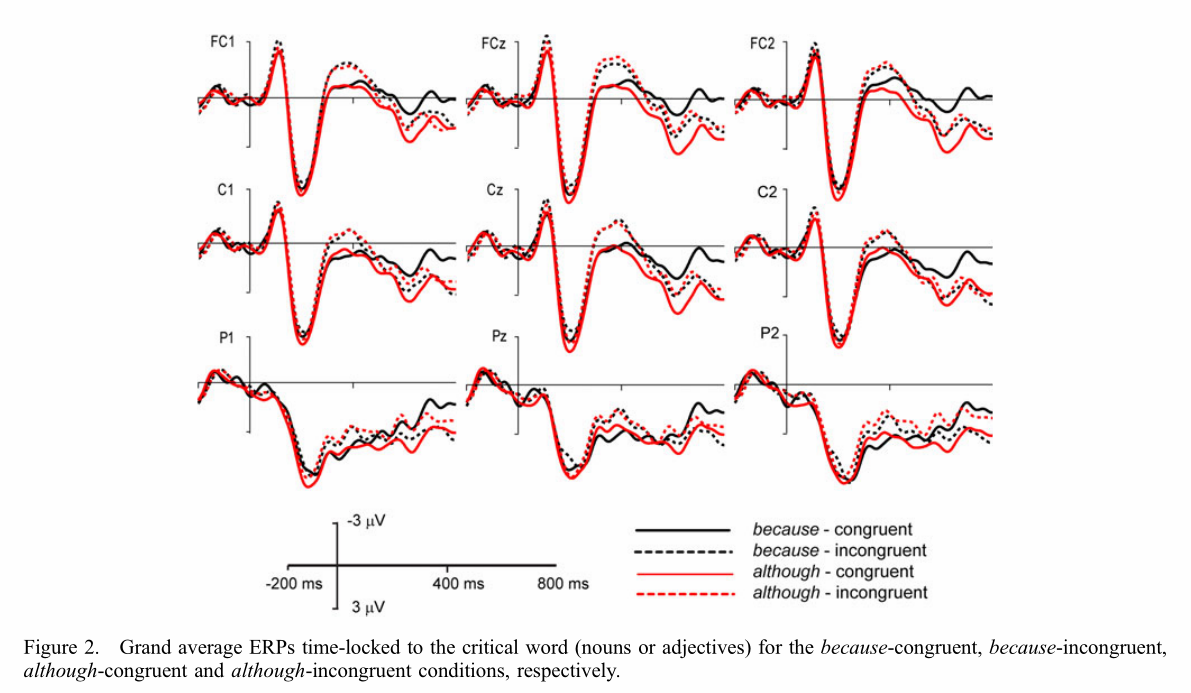 FC1 FCz FC2
C1 Cz C2
P1 Pz P2
-3 μV
-200 ms 400 ms 800 ms
3 μV
because - congruent
because - incongruent
although - congruent
although - incongruent
Figure 2. Grand average ERPs time-locked to the critical word (nouns or adjectives) for the because-congruent, because-incongruent,
although-congruent and although-incongruent conditions, respectively.